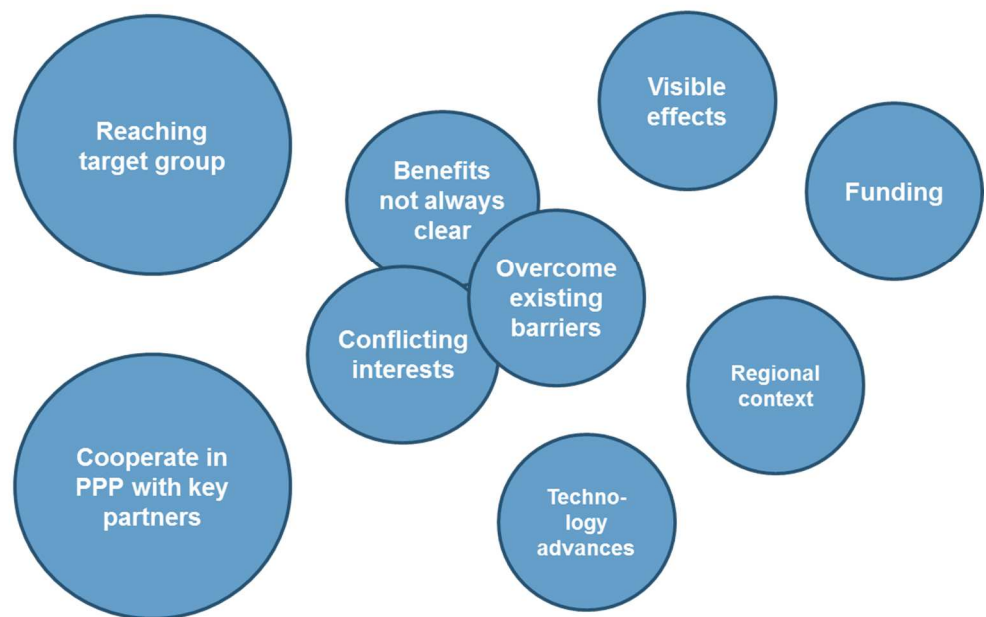 Reaching
target group
Benefits
not always
clear
Visible
effects
Funding
Overcome
existing
barriers
Conflicting
interests
Regional
context
Cooperate in
PPP with key
partners
Techno-
logy
advances